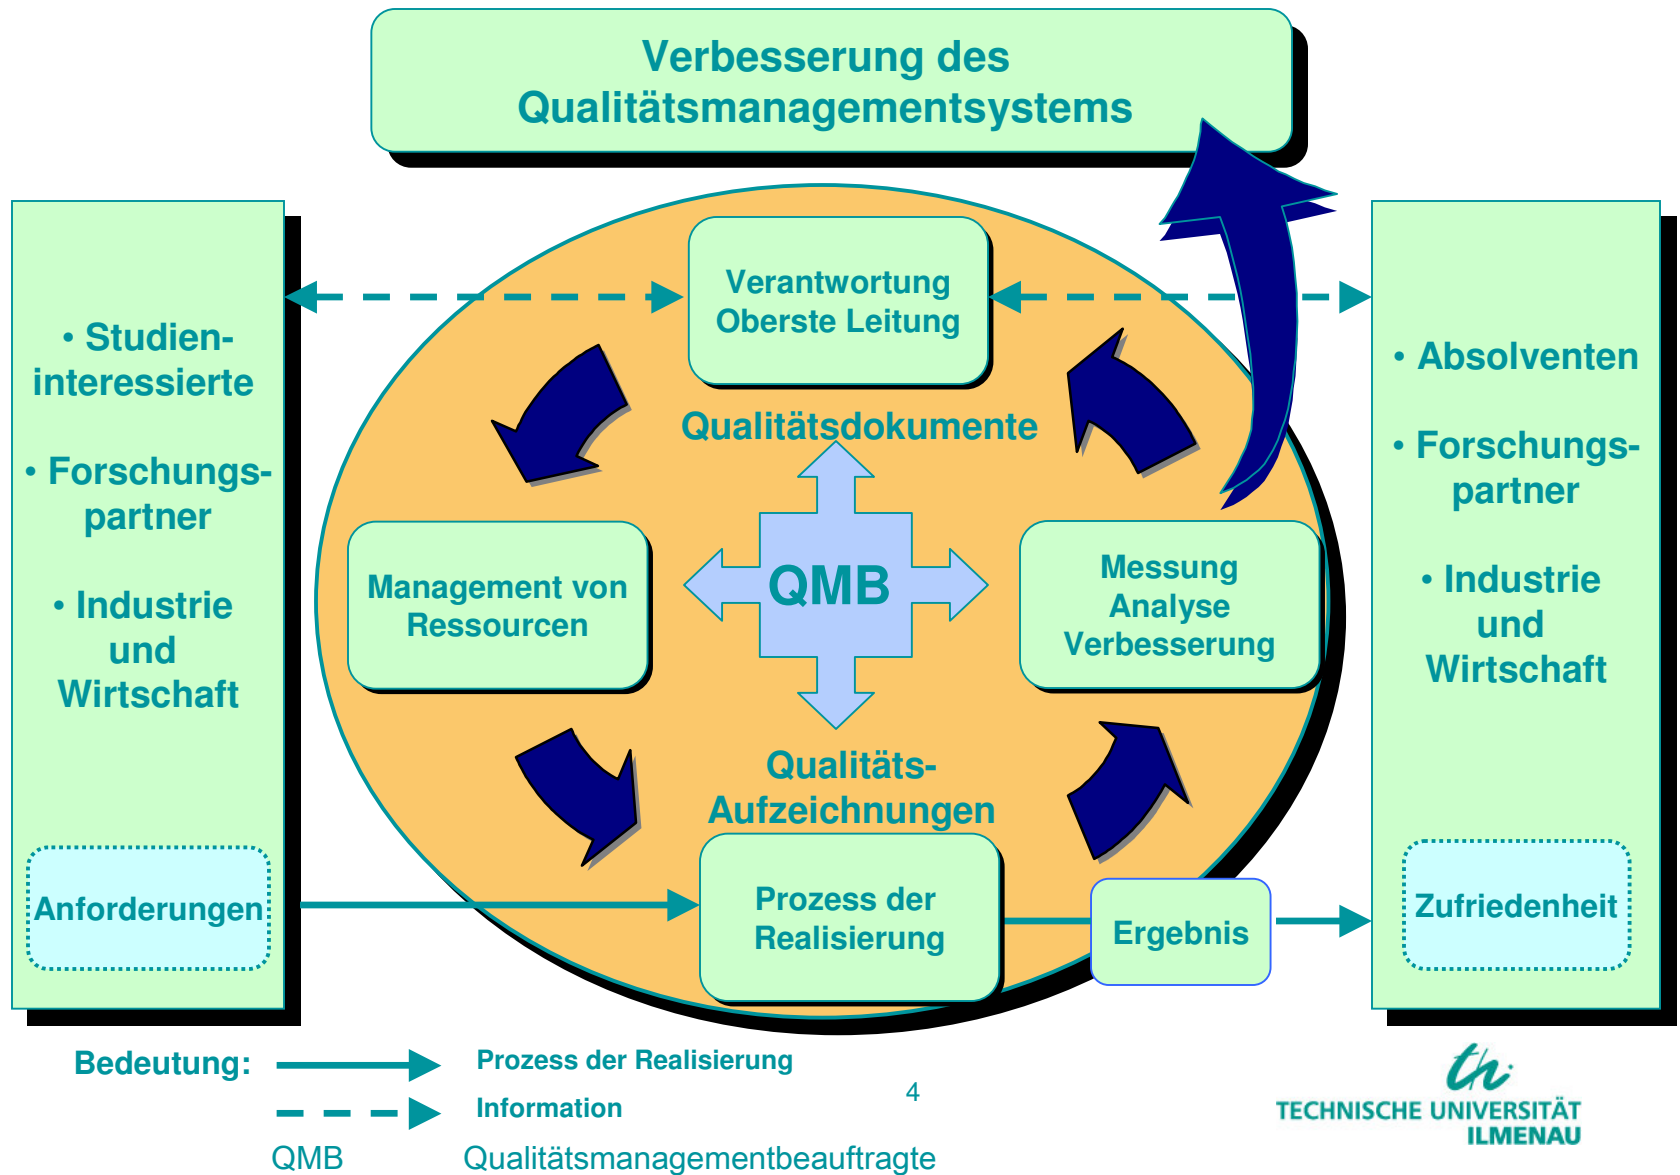 Verbesserung des
Qualitätsmanagementsystems
• Studien-
interessierte
• Forschungs-
partner
• Industrie
und
Wirtschaft
Anforderungen
Verantwortung
Oberste Leitung
Qualitätsdokumente
Management von
Ressourcen
QMB
Messung
Analyse
Verbesserung
Qualitäts-
Aufzeichnungen
Prozess der
Realisierung
Ergebnis
• Absolventen
• Forschungs-
partner
• Industrie
und
Wirtschaft
Zufriedenheit
Bedeutung:
Prozess der Realisierung
Information
QMB Qualitätsmanagementbeauftragte
4
th
TECHNISCHE UNIVERSITÄT
ILMENAU